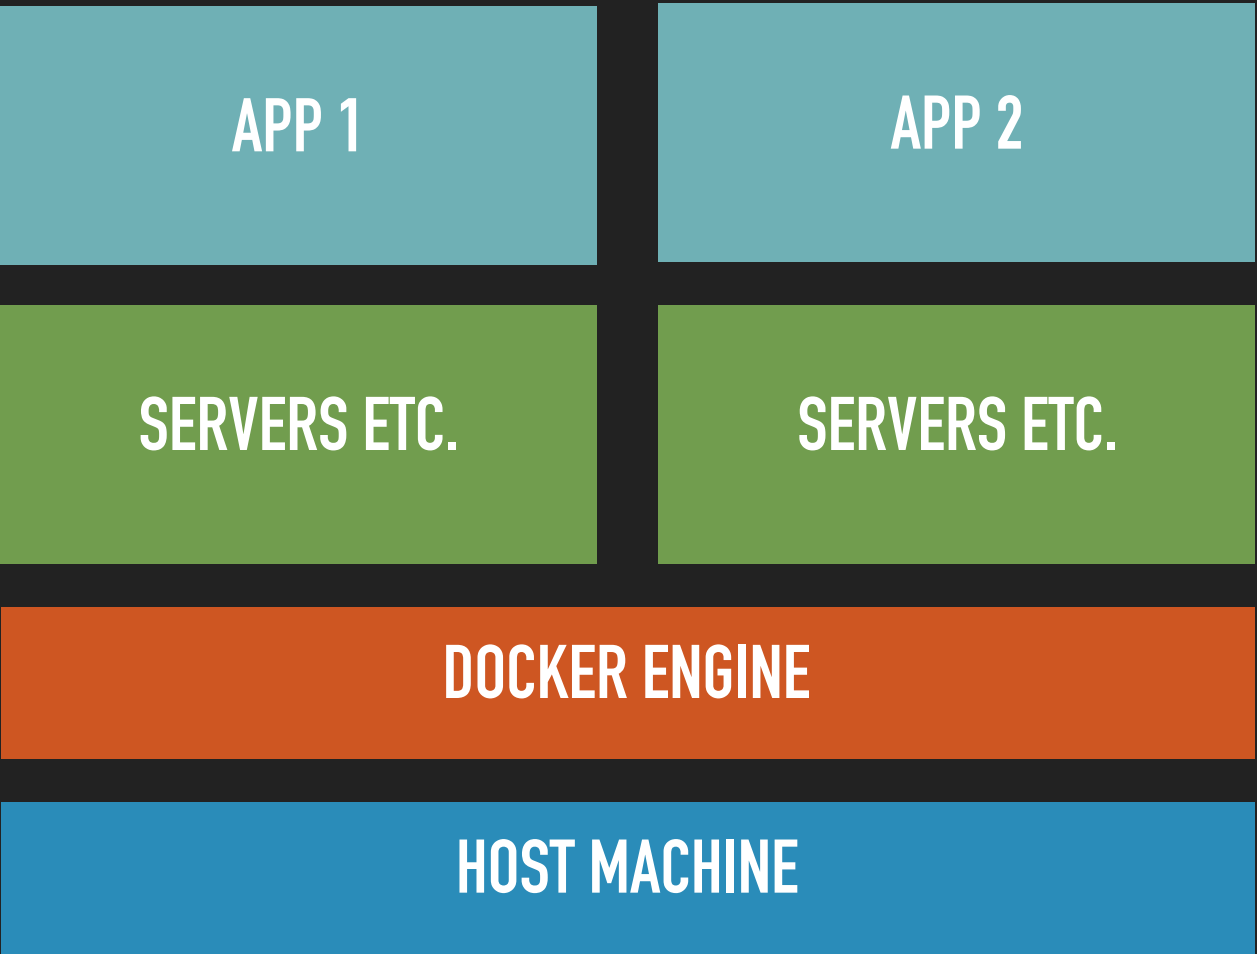 APP 1
APP 2
SERVERS ETC.
SERVERS ETC.
DOCKER ENGINE
HOST MACHINE